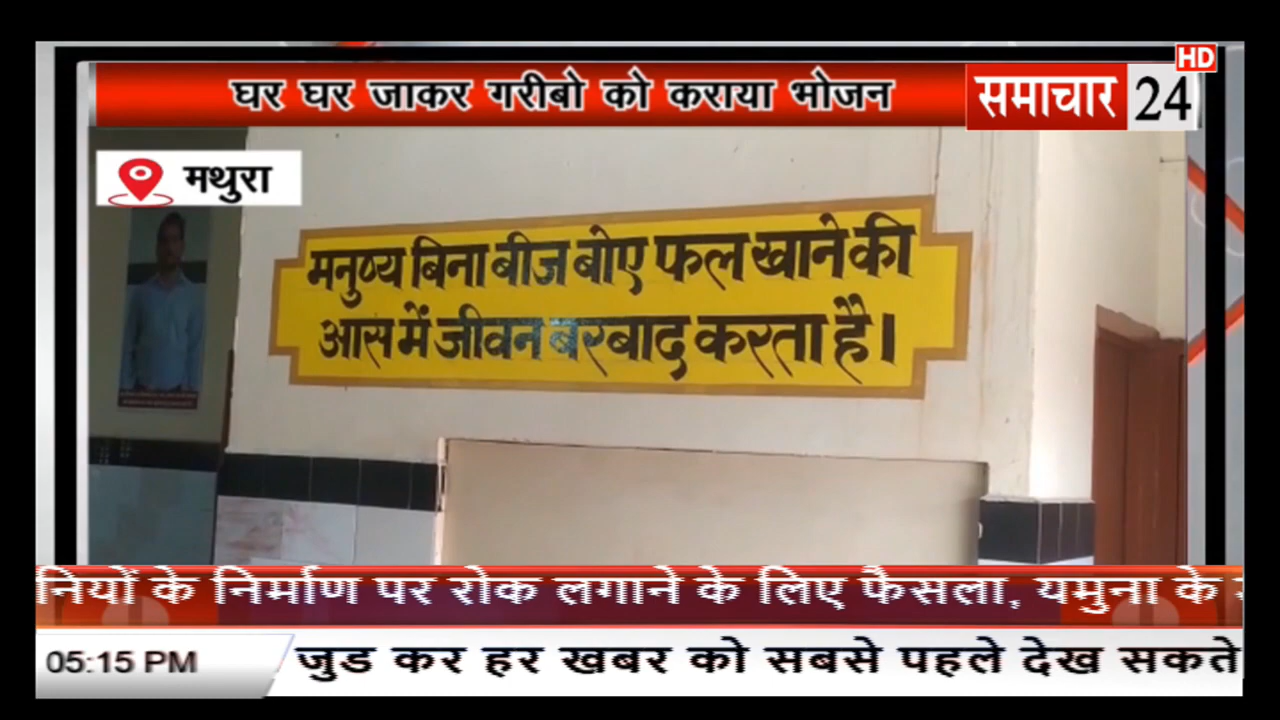 HD
घर घर जाकर गरीबो को कराया भोजन
समाचार 24
मथुरा
मनुष्य बिना बीज बोए फल खाने की
आस में जीवन बरबाद करता है।
नियों के निर्माण पर रोक लगाने के लिए फैसला, यमुना के
05:15 PM
जुड कर हर खबर को सबसे पहले देख सकते